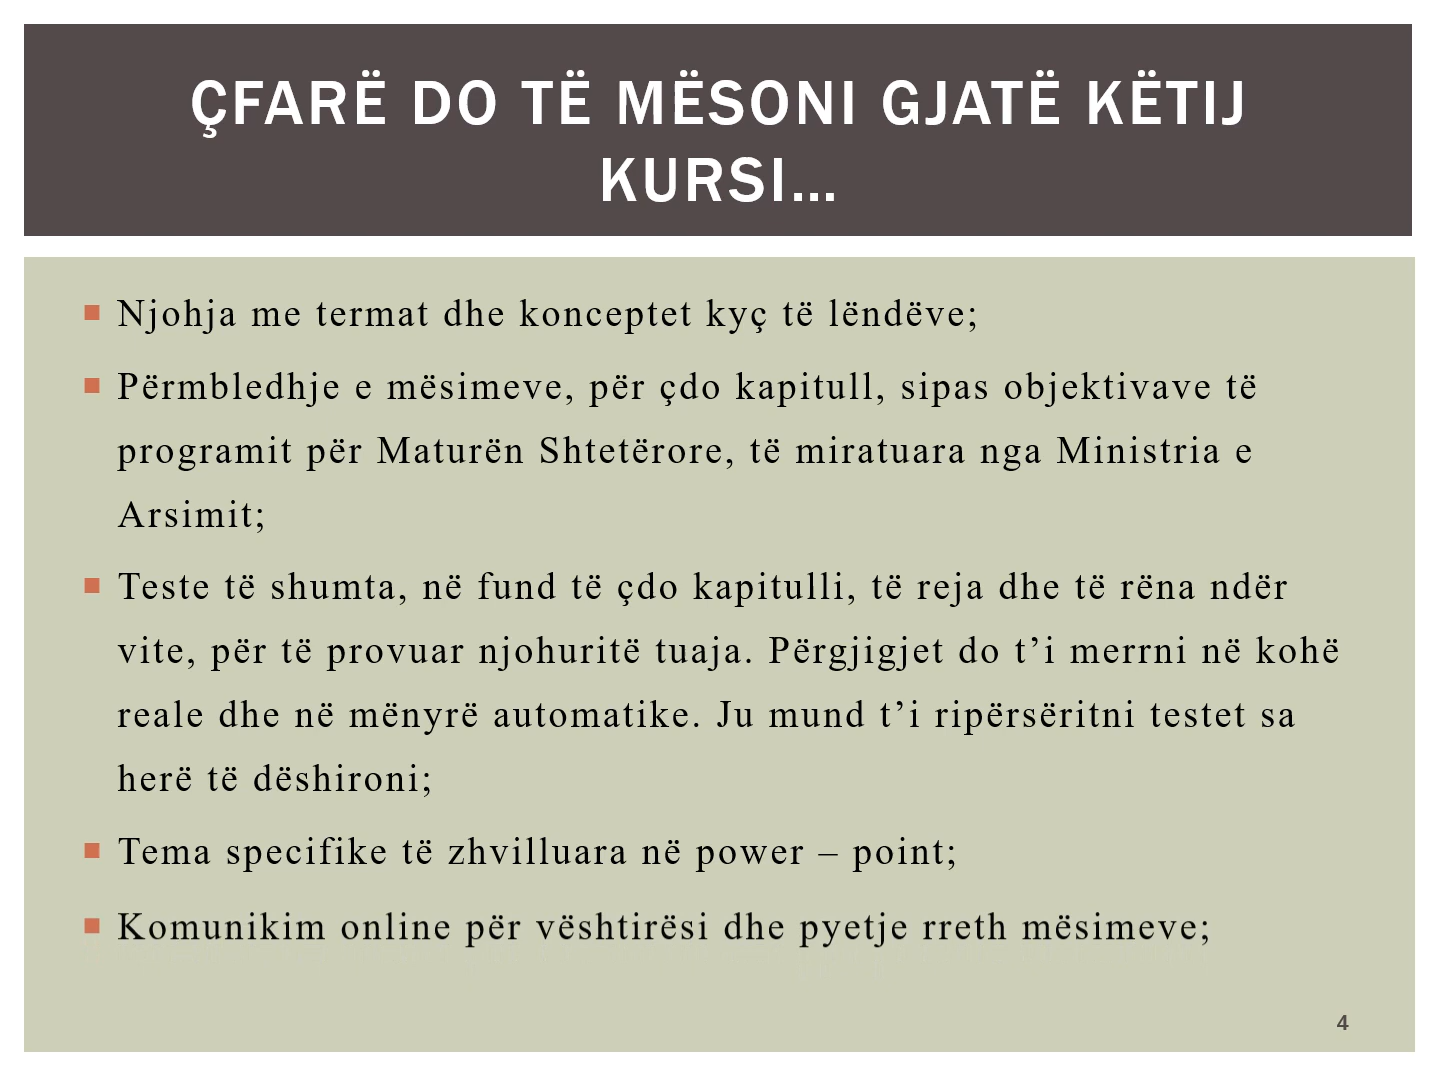 ÇFARË DO TË MËSONI GJATË KËTIJ
KURSI…
Njohja me termat dhe konceptet kyç të lëndëve;
Përmbledhje e mësimeve, për çdo kapitull, sipas objektivave të
programit për Maturën Shtetërore, të miratuara nga Ministria e
Arsimit;
Teste të shumta, në fund të çdo kapitulli, të reja dhe të rëna ndër
vite, për të provuar njohuritë tuaja. Përgjigjet do t’i merrni në kohë
reale dhe në mënyrë automatike. Ju mund t’i ripërsëritni testet sa
herë të dëshironi;
Tema specifike të zhvilluara në power – point;
Komunikim online për vështirësi dhe pyetje rreth mësimeve;
4